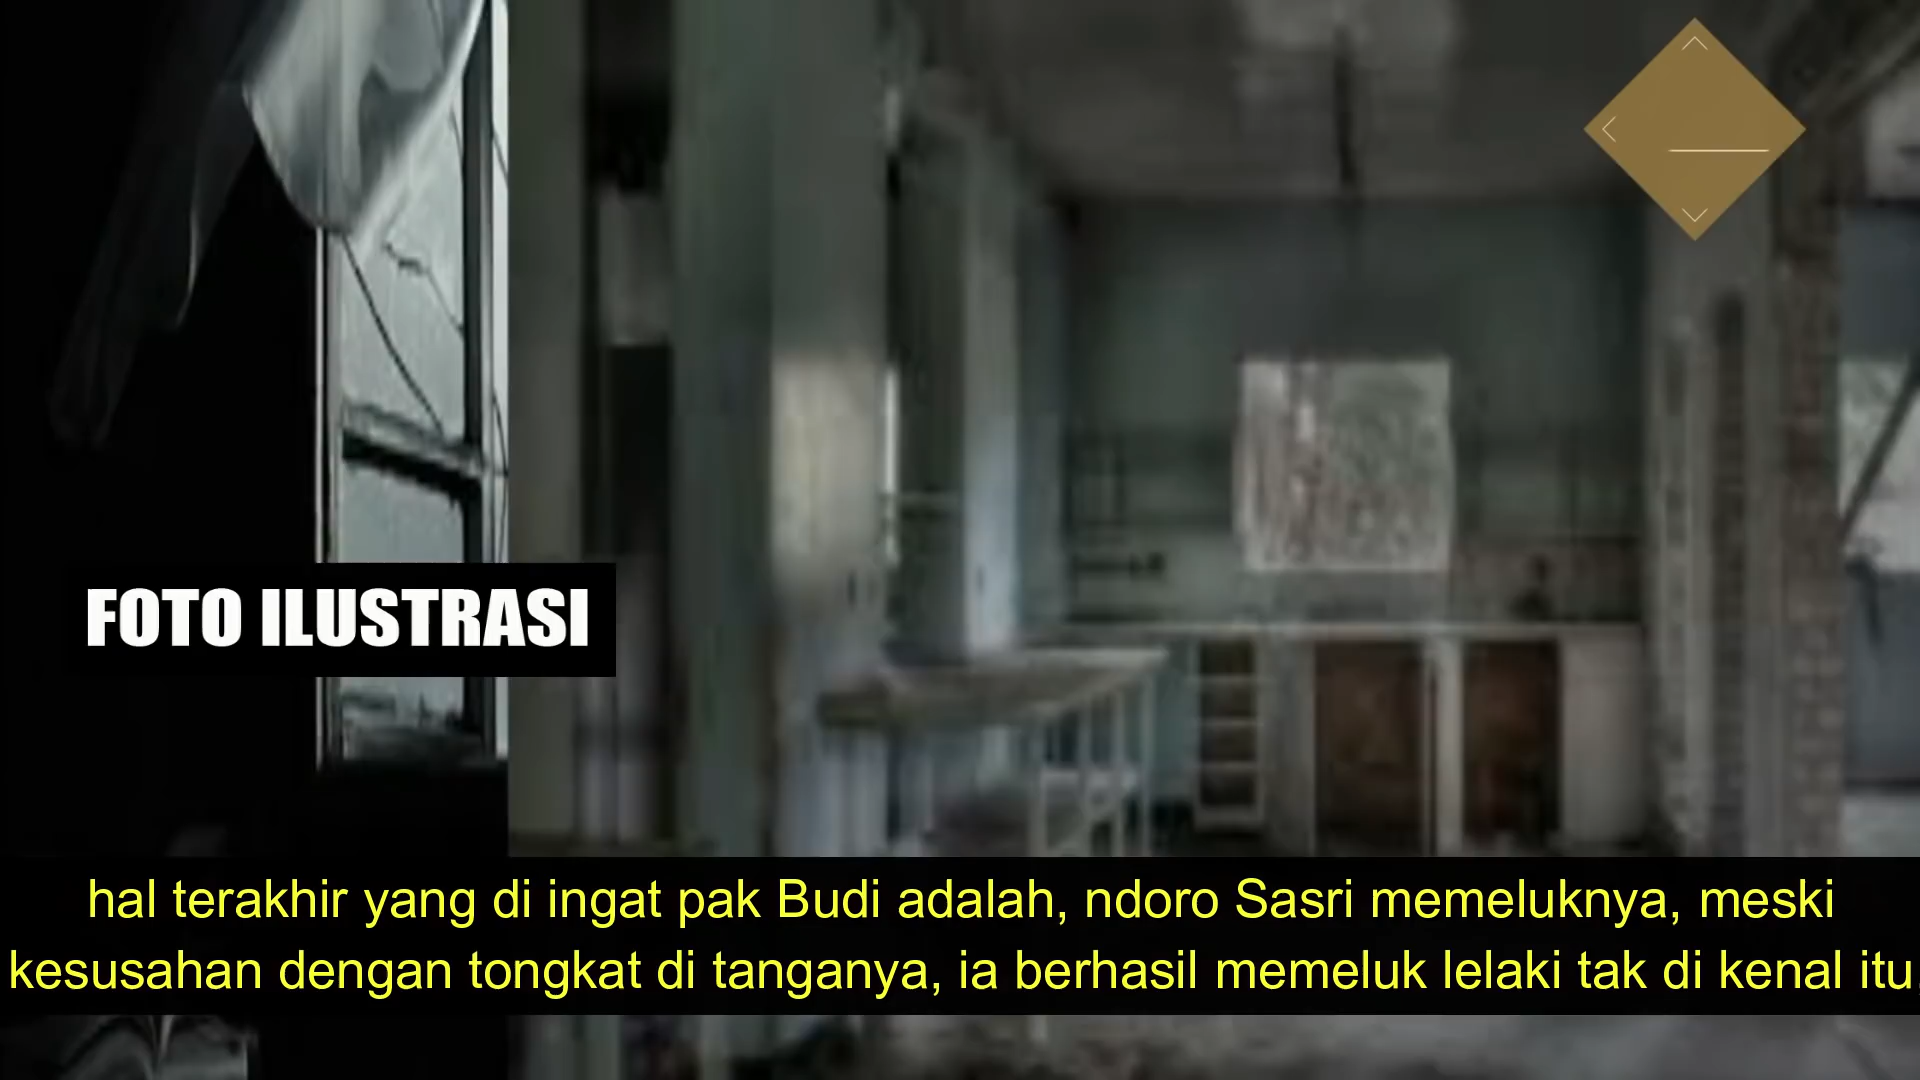 FOTO ILUSTRASI
hal terakhir yang di ingat pak Budi adalah, ndoro Sasri memeluknya, meski
kesusahan dengan tongkat di tanganya, ia berhasil memeluk lelaki tak di kenal itu.